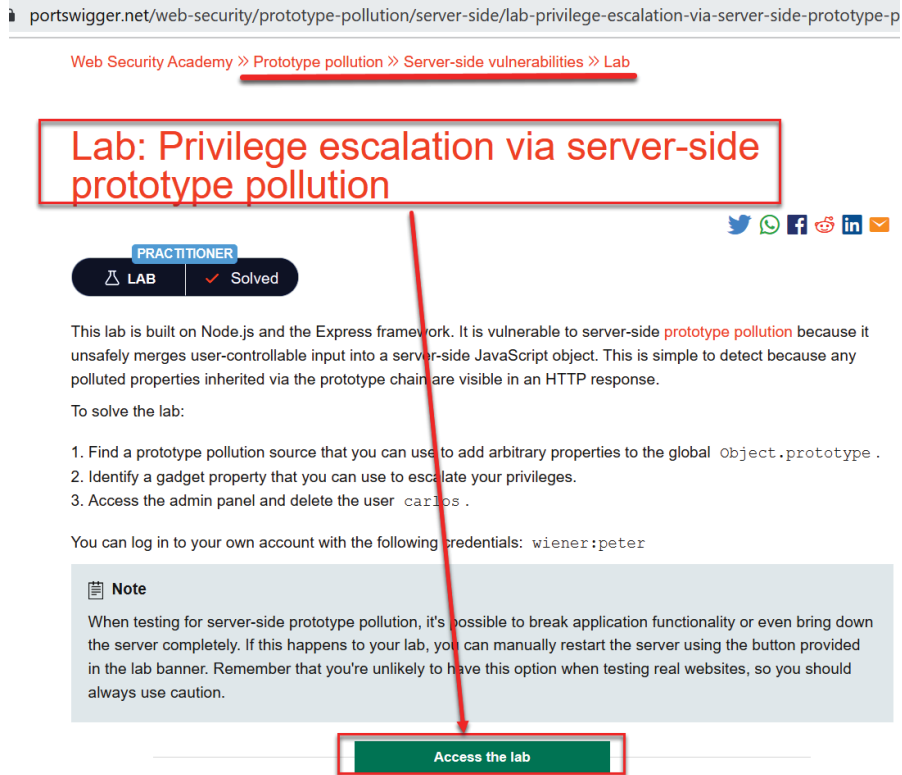 portswigger.net/web-security/prototype-pollution/server-side/lab-privilege-escalation-via-server-side-prototype-p
Web Security Academy >> Prototype pollution >> Server-side vulnerabilities >> Lab
Lab: Privilege escalation via server-side
prototype pollution
PRACTITIONER
LAB Solved
This lab is built on Node.js and the Express framework. It is vulnerable to server-side prototype pollution because it
unsafely merges user-controllable input into a server-side JavaScript object. This is simple to detect because any
polluted properties inherited via the prototype chain are visible in an HTTP response.
To solve the lab:
1. Find a prototype pollution source that you can use to add arbitrary properties to the global Object.prototype.
2. Identify a gadget property that you can use to escalate your privileges.
3. Access the admin panel and delete the user carlos.
You can log in to your own account with the following credentials: wiener:peter
Note
When testing for server-side prototype pollution, it's possible to break application functionality or even bring down
the server completely. If this happens to your lab, you can manually restart the server using the button provided
in the lab banner. Remember that you're unlikely to have this option when testing real websites, so you should
always use caution.
Access the lab